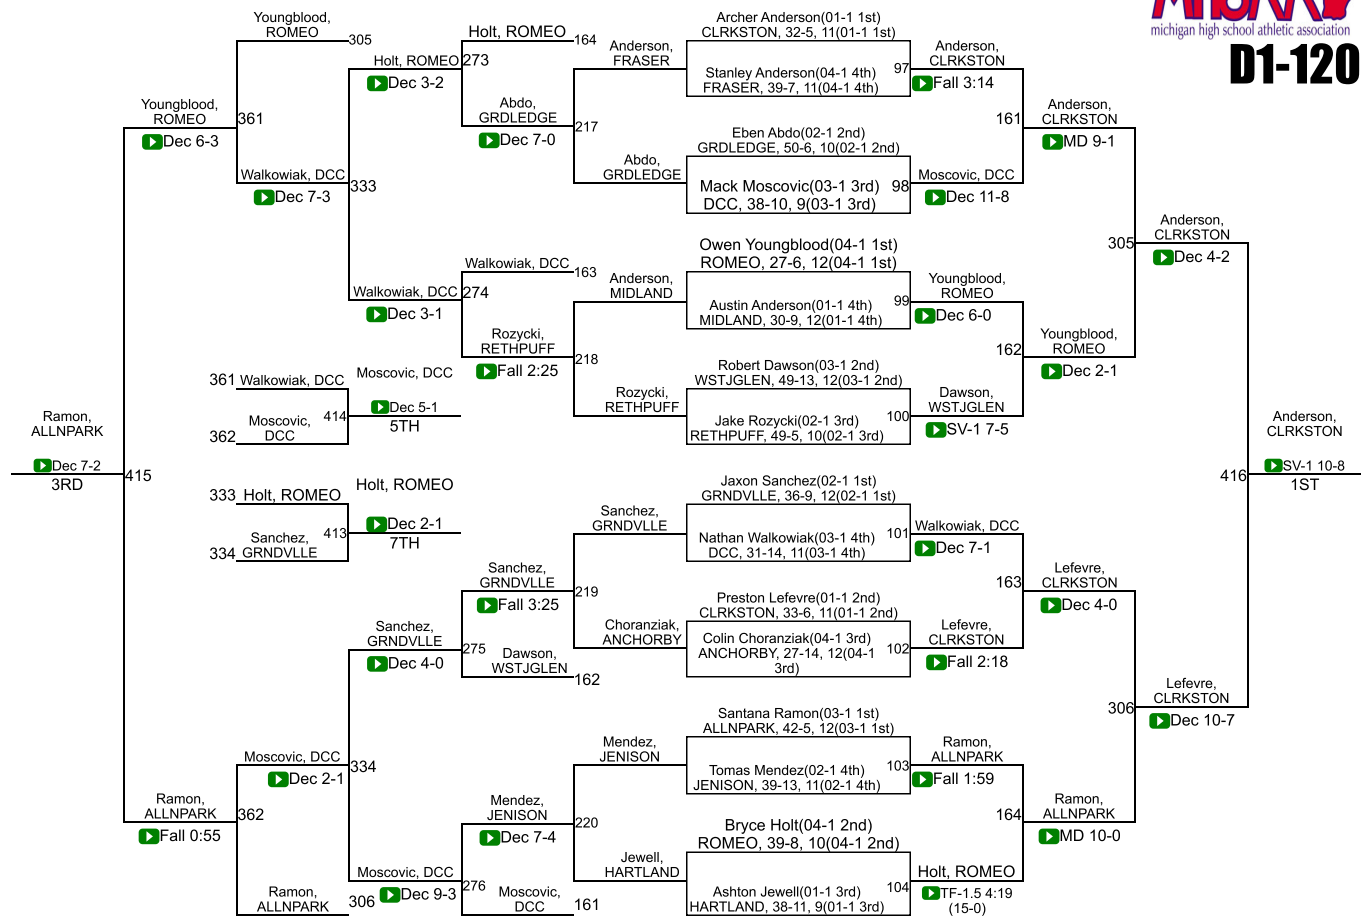 michigan high school athletic association
D1-120
Youngblood,
ROMEO
305
Holt, ROMEO
273
Dec 3-2
Holt, ROMEO
164
Abdo,
GRDLEDGE
217
Dec 7-0
Anderson,
FRASER
Archer Anderson(01-1 1st)
CLRKSTON, 32-5, 11(01-1 1st)
Stanley Anderson(04-1 4th)
FRASER, 39-7, 11(04-1 4th)
97
Anderson,
CLRKSTON
Fall 3:14
Youngblood,
ROMEO
361
Dec 6-3
Walkowiak, DCC
333
Dec 7-3
Abdo,
GRDLEDGE
Eben Abdo(02-1 2nd)
GRDLEDGE, 50-6, 10(02-1 2nd)
Mack Moscovic(03-1 3rd)
DCC, 38-10, 9(03-1 3rd)
98
Moscovic, DCC
Dec 11-8
161
Anderson,
CLRKSTON
MD 9-1
Walkowiak, DCC
274
Dec 3-1
Walkowiak, DCC
163
Rozycki,
RETHPUFF
218
Fall 2:25
Anderson,
MIDLAND
Owen Youngblood(04-1 1st)
ROMEO, 27-6, 12(04-1 1st)
Austin Anderson(01-1 4th)
MIDLAND, 30-9, 12(01-1 4th)
99
Youngblood,
ROMEO
Dec 6-0
305
Anderson,
CLRKSTON
Dec 4-2
Rozycki,
RETHPUFF
Robert Dawson(03-1 2nd)
WSTJGLEN, 49-13, 12(03-1 2nd)
Jake Rozycki(02-1 3rd)
RETHPUFF, 49-5, 10(02-1 3rd)
100
Dawson,
WSTJGLEN
SV-1 7-5
162
Youngblood,
ROMEO
Dec 2-1
361
Walkowiak, DCC
362
Moscovic,
DCC
414
Moscovic, DCC
Dec 5-1
5TH
Ramon,
ALLNPARK
Dec 7-2
3RD
415
333
Holt, ROMEO
334
Sanchez,
GRNDVLLE
413
Holt, ROMEO
Dec 2-1
7TH
416
Anderson,
CLRKSTON
SV-1 10-8
1ST
Sanchez,
GRNDVLLE
Jaxon Sanchez(02-1 1st)
GRNDVLLE, 36-9, 12(02-1 1st)
Nathan Walkowiak(03-1 4th)
DCC, 31-14, 11(03-1 4th)
101
Walkowiak, DCC
Dec 7-1
Sanchez,
GRNDVLLE
219
Fall 3:25
Choranziak,
ANCHORBY
Preston Lefevre(01-1 2nd)
CLRKSTON, 33-6, 11(01-1 2nd)
Colin Choranziak(04-1 3rd)
ANCHORBY, 27-14, 12(04-1
3rd)
102
Lefevre,
CLRKSTON
Fall 2:18
163
Lefevre,
CLRKSTON
Dec 4-0
Sanchez,
GRNDVLLE
275
Dec 4-0
Dawson,
WSTJGLEN
162
306
Lefevre,
CLRKSTON
Dec 10-7
Moscovic, DCC
334
Dec 2-1
Mendez,
JENISON
Santana Ramon(03-1 1st)
ALLNPARK, 42-5, 12(03-1 1st)
Tomas Mendez(02-1 4th)
JENISON, 39-13, 11(02-1 4th)
103
Ramon,
ALLNPARK
Fall 1:59
Ramon,
ALLNPARK
362
Fall 0:55
Mendez,
JENISON
220
Dec 7-4
164
Ramon,
ALLNPARK
MD 10-0
Jewell,
HARTLAND
Bryce Holt(04-1 2nd)
ROMEO, 39-8, 10(04-1 2nd)
Ashton Jewell(01-1 3rd)
HARTLAND, 38-11, 9(01-1 3rd)
104
Holt, ROMEO
TF-1.5 4:19
(15-0)
Ramon,
ALLNPARK
306
Moscovic, DCC
276
Dec 9-3
Moscovic,
DCC
161